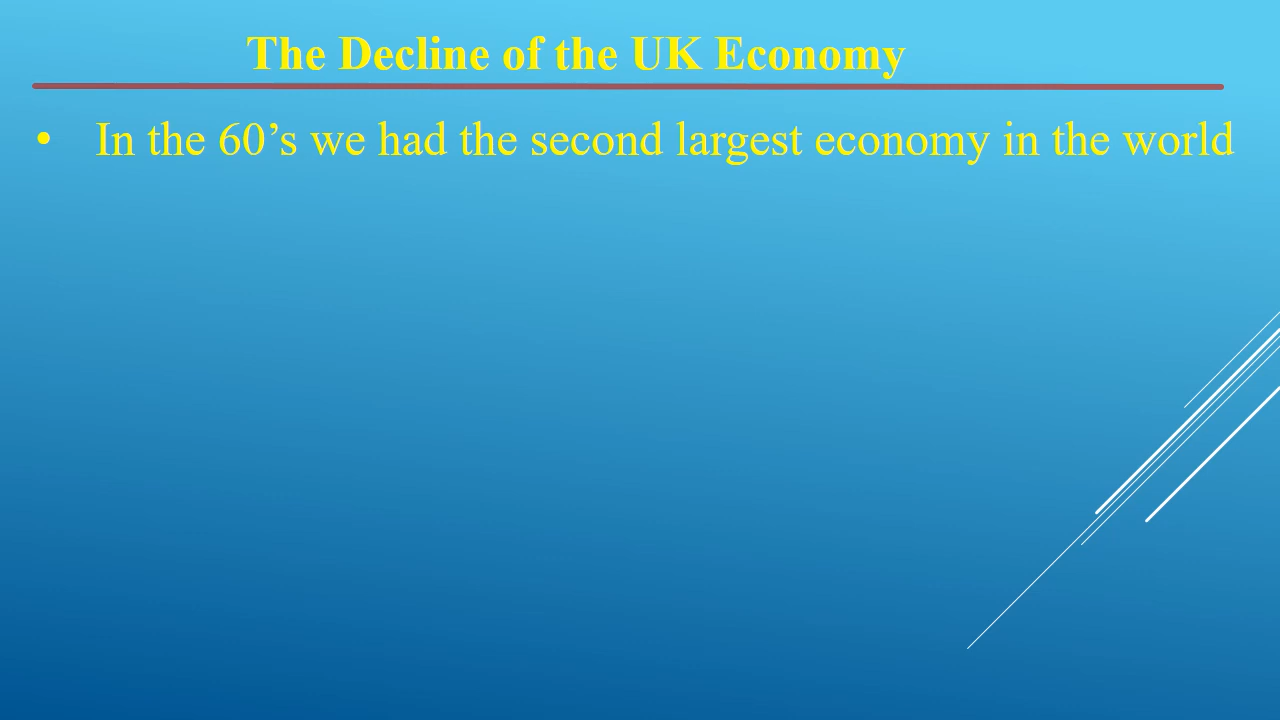 The Decline of the UK Economy
• In the 60’s we had the second largest economy in the world